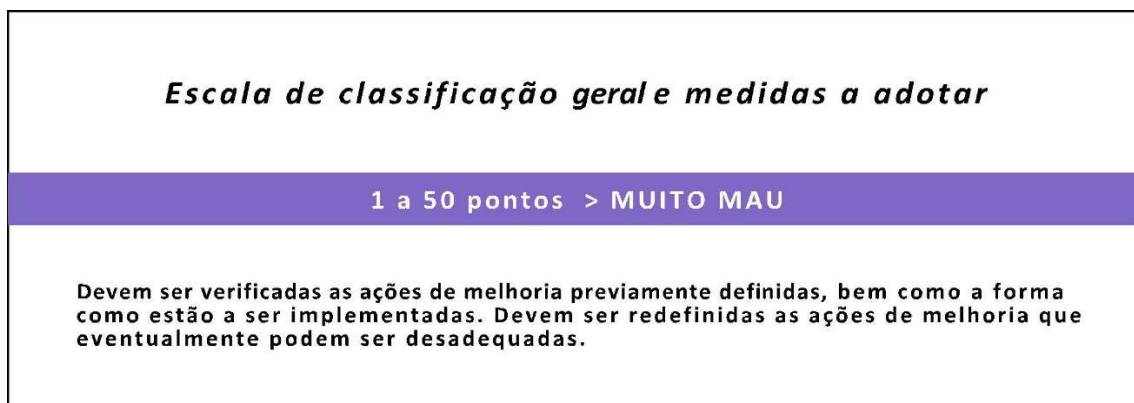 Escala de classificação geral e medidas a adotar
1 a 50 pontos > MUITO MAU
Devem ser verificadas as ações de melhoria previamente definidas, bem como a forma
como estão a ser implementadas. Devem ser redefinidas as ações de melhoria que
eventualmente podem ser desadequadas.